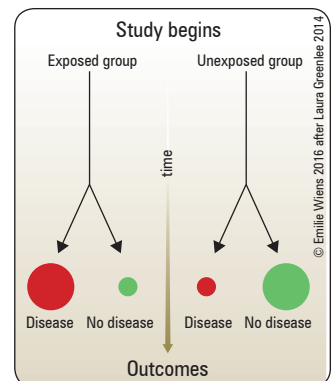 Study begins
Exposed group
Unexposed group
time
Disease
No disease
Disease
No disease
Outcomes
© Emilie Wiens 2016 after Laura Greenlee 2014